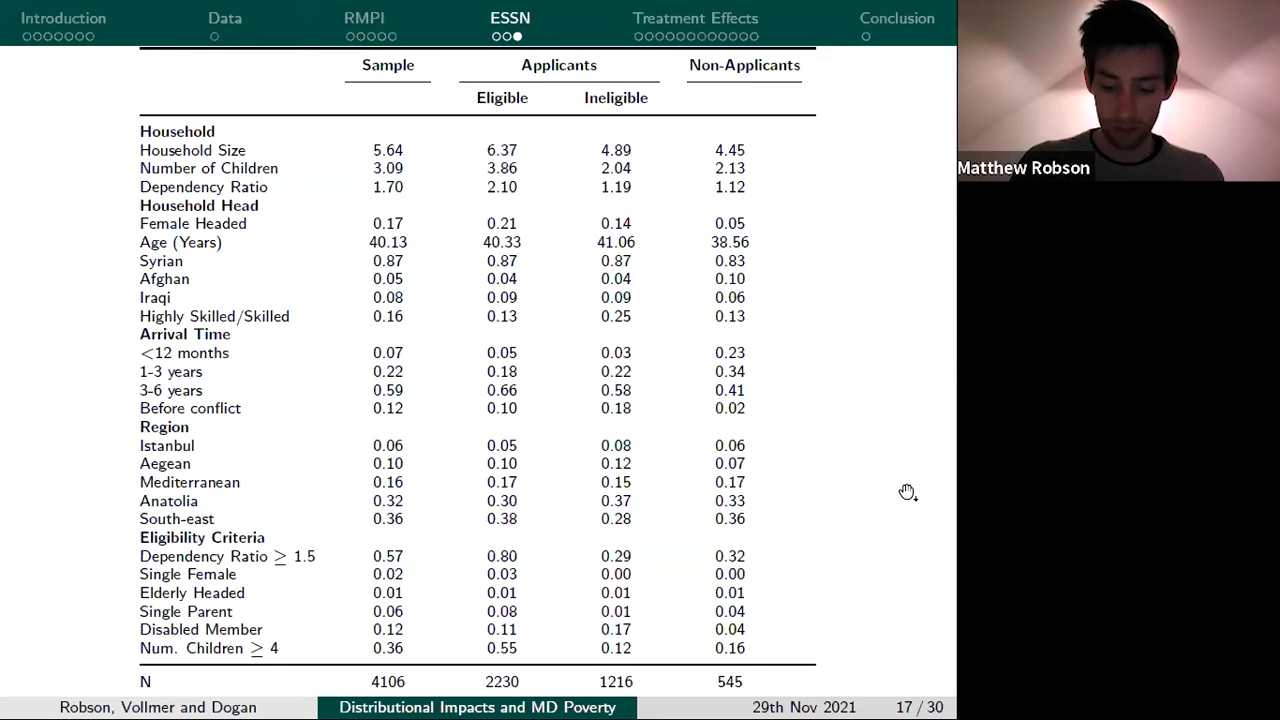 Introduction Data RMPI ESSN Treatment Effects Conclusion
Sample Applicants Non-Applicants
Eligible Ineligible
Household
Household Size 5.64 6.37 4.89 4.45
Number of Children 3.09 3.86 2.04 2.13
Dependency Ratio 1.70 2.10 1.19 1.12
Household Head
Female Headed 0.17 0.21 0.14 0.05
Age (Years) 40.13 40.33 41.06 38.56
Syrian 0.87 0.87 0.87 0.83
Afghan 0.05 0.04 0.04 0.10
Iraqi 0.08 0.09 0.09 0.06
Highly Skilled/Skilled 0.16 0.13 0.25 0.13
Arrival Time
<12 months 0.07 0.05 0.03 0.23
1-3 years 0.22 0.18 0.22 0.34
3-6 years 0.59 0.66 0.58 0.41
Before conflict 0.12 0.10 0.18 0.02
Region
Istanbul 0.06 0.05 0.08 0.06
Aegean 0.10 0.10 0.12 0.07
Mediterranean 0.16 0.17 0.15 0.17
Anatolia 0.32 0.30 0.37 0.33
South-east 0.36 0.38 0.28 0.36
Eligibility Criteria
Dependency Ratio ≥ 1.5 0.57 0.80 0.29 0.32
Single Female 0.02 0.03 0.00 0.00
Elderly Headed 0.01 0.01 0.01 0.01
Single Parent 0.06 0.08 0.01 0.04
Disabled Member 0.12 0.11 0.17 0.04
Num. Children ≥ 4 0.36 0.55 0.12 0.16
N 4106 2230 1216 545
Robson, Vollmer and Dogan Distributional Impacts and MD Poverty 29th Nov 2021 17 / 30
Matthew Robson